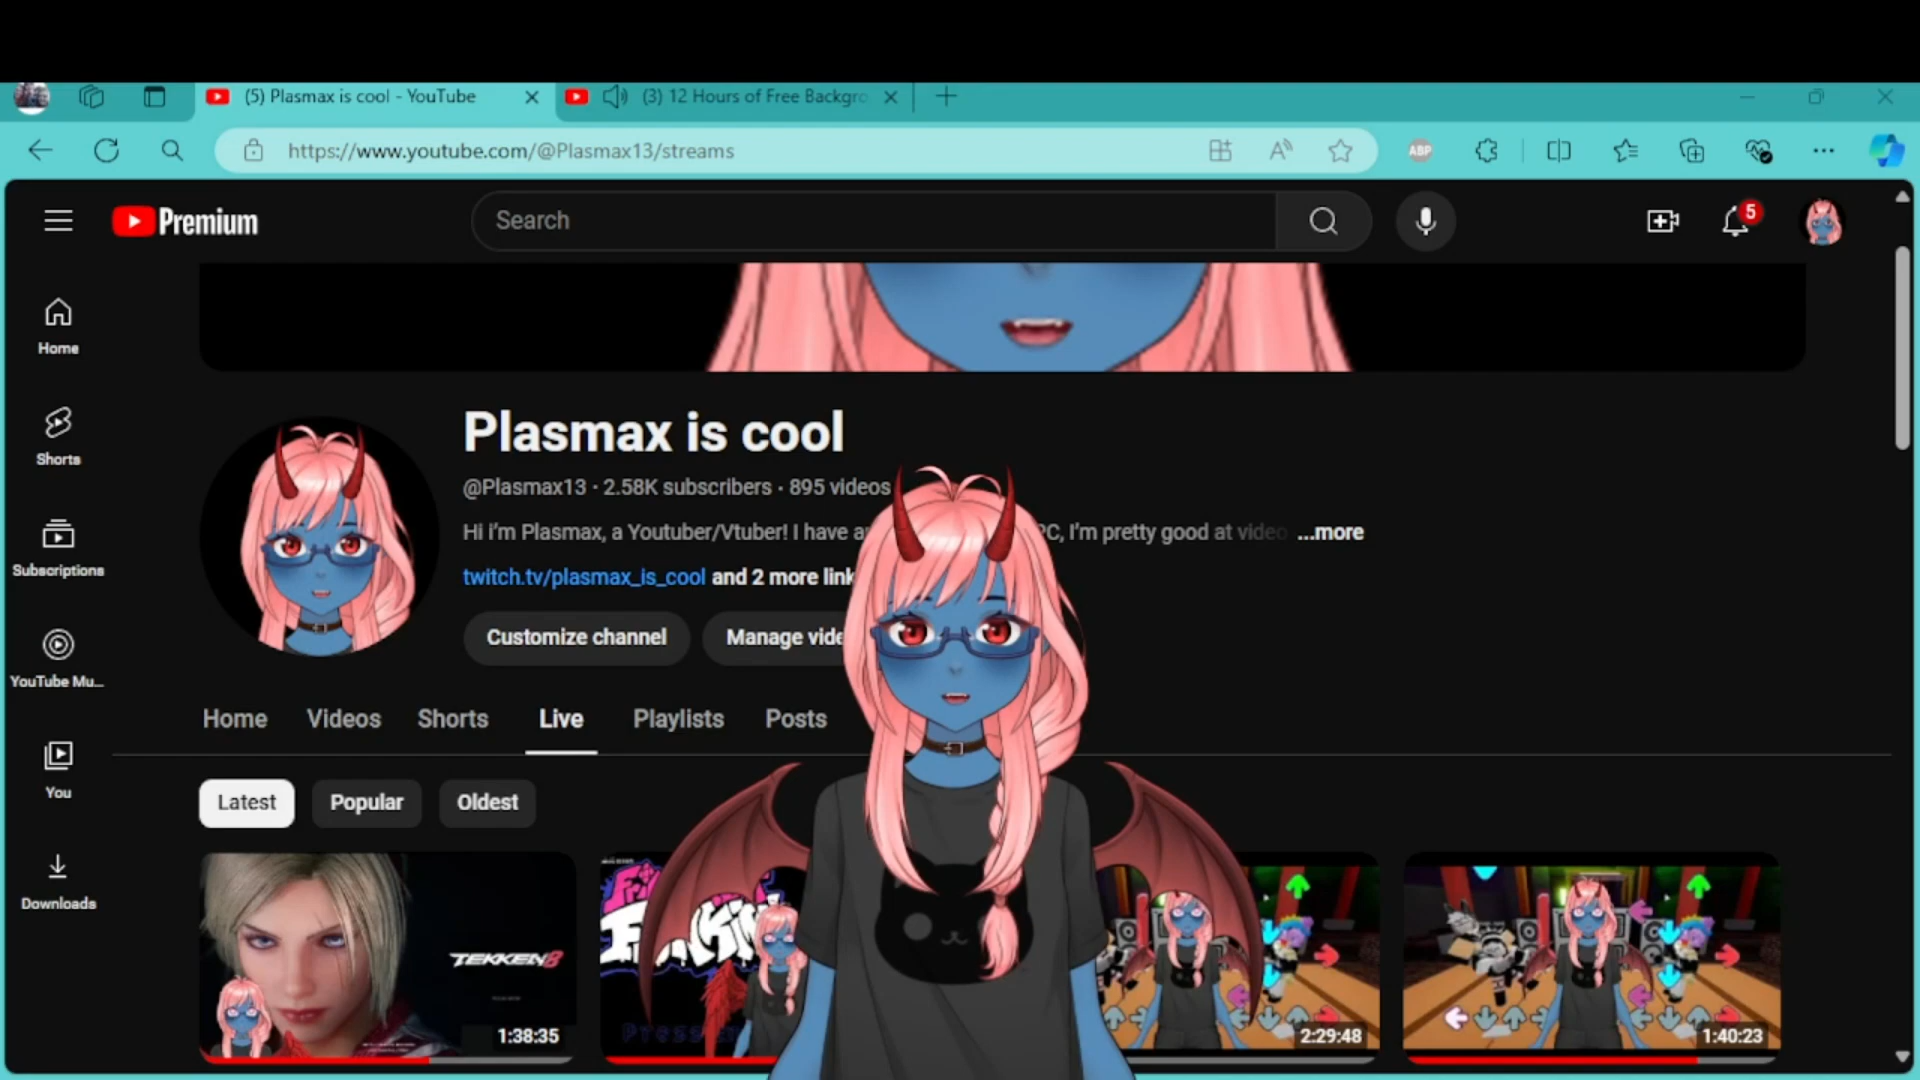 (5) Plasmax is cool - YouTube
(3) 12 Hours of Free Backgro
https://www.youtube.com/@Plasmax13/streams
ABP
Premium
Search
5
Home
Shorts
Subscriptions
YouTube Mu...
You
Downloads
Plasmax is cool
@Plasmax13 · 2.58K subscribers · 895 videos
Hi i'm Plasmax, a Youtuber/Vtuber! I have a PC, I'm pretty good at video ...more
twitch.tv/plasmax_is_cool and 2 more link
Customize channel
Manage vide
Home Videos Shorts Live Playlists Posts
Latest Popular Oldest
TEKKEN 8
1:38:35
2:29:48
1:40:23